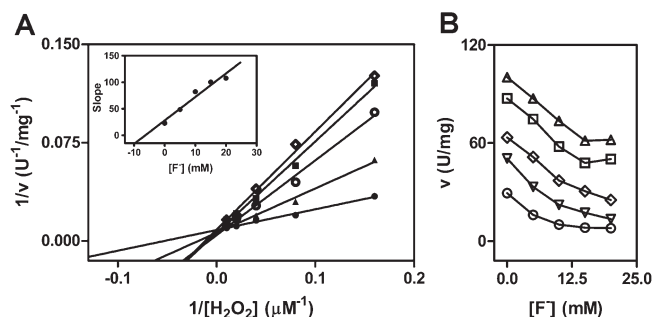 A
0.150
0.075
0.000
1/v (U⁻¹/mg⁻¹)
-0.1
0.0
0.1
0.2
1/[H₂O₂] (µM⁻¹)
150
100
50
0
Slope
-10
0
10
20
30
[F⁻] (mM)
B
120
60
0
v (U/mg)
0.0
12.5
25.0
[F⁻] (mM)